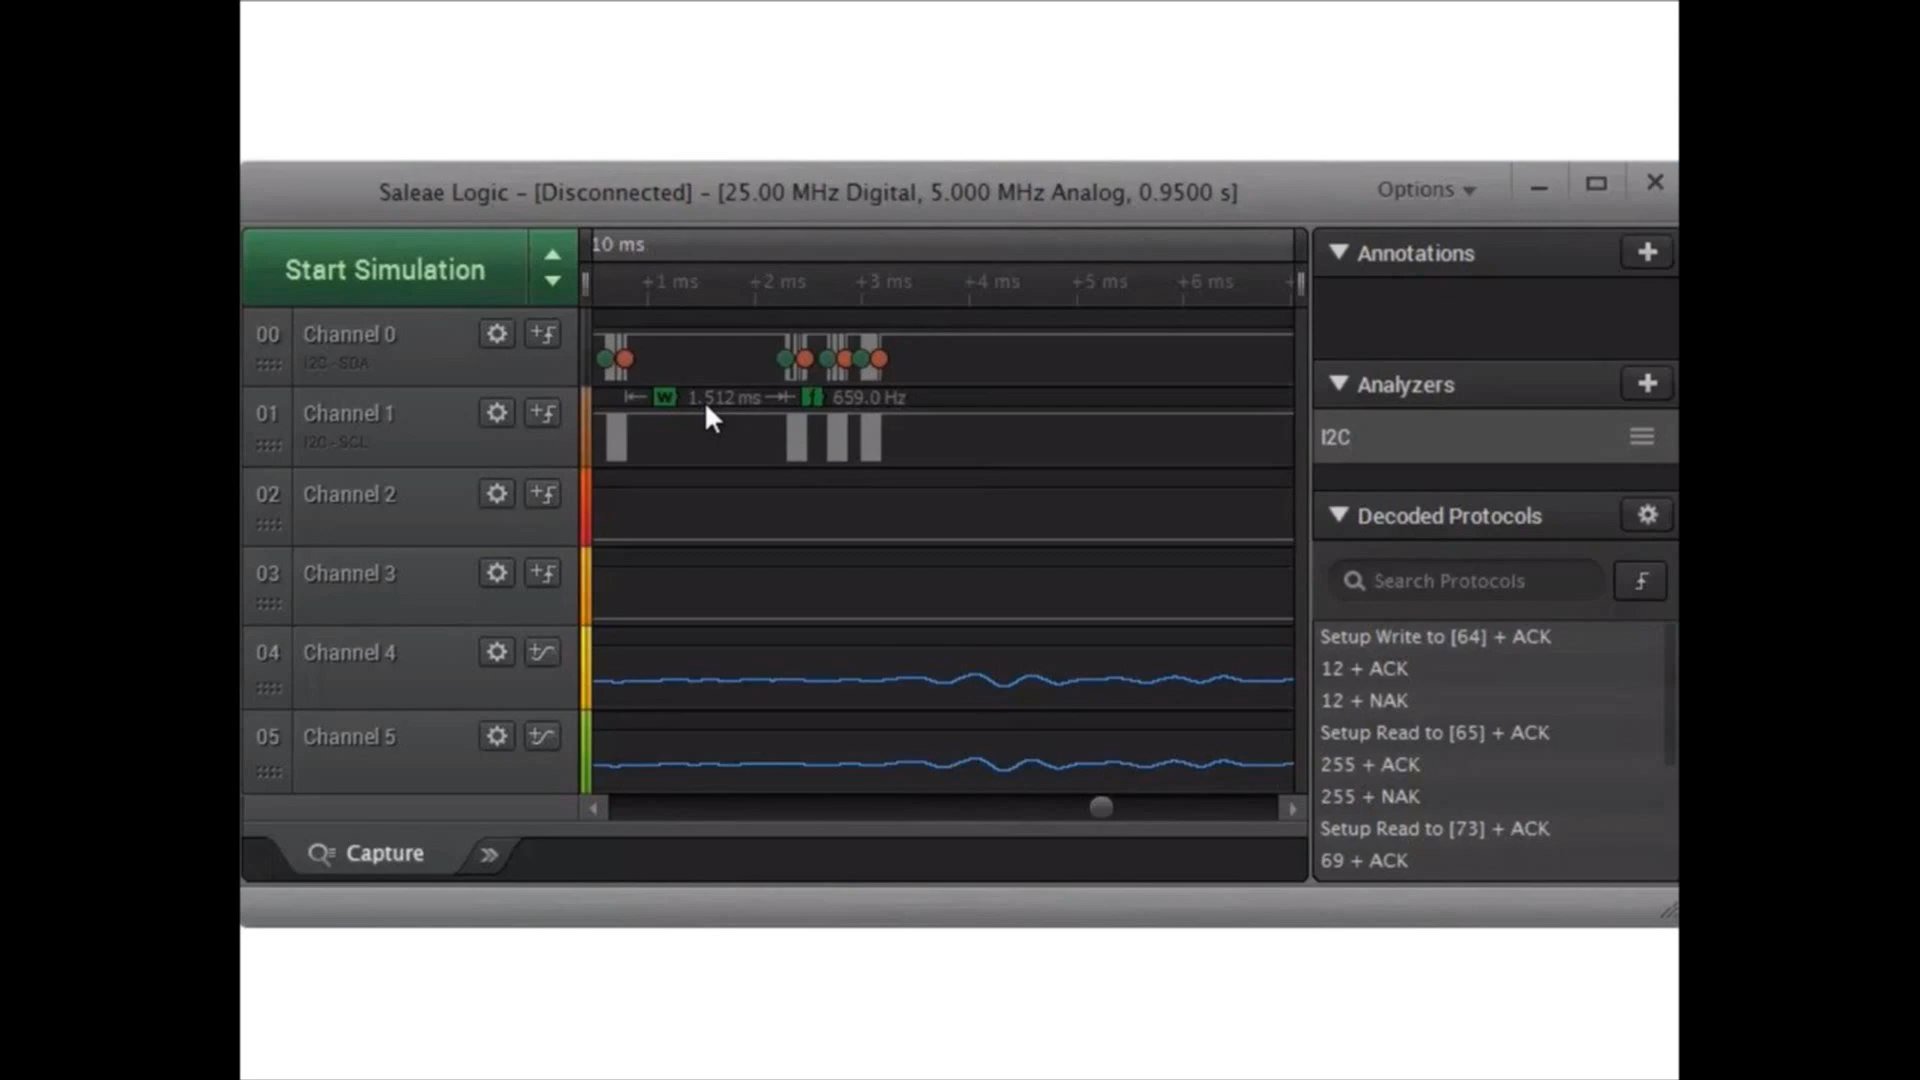 Saleae Logic - [Disconnected] - [25.00 MHz Digital, 5.000 MHz Analog, 0.9500 s]
Options
Start Simulation
10 ms
+1 ms
+2 ms
+3 ms
+4 ms
+5 ms
+6 ms
00
Channel 0
I2C - SDA
W 1.512 ms f 659.0 Hz
01
Channel 1
I2C - SCL
02
Channel 2
03
Channel 3
04
Channel 4
05
Channel 5
Capture
Annotations
Analyzers
I2C
Decoded Protocols
Search Protocols
Setup Write to [64] + ACK
12 + ACK
12 + NAK
Setup Read to [65] + ACK
255 + ACK
255 + NAK
Setup Read to [73] + ACK
69 + ACK